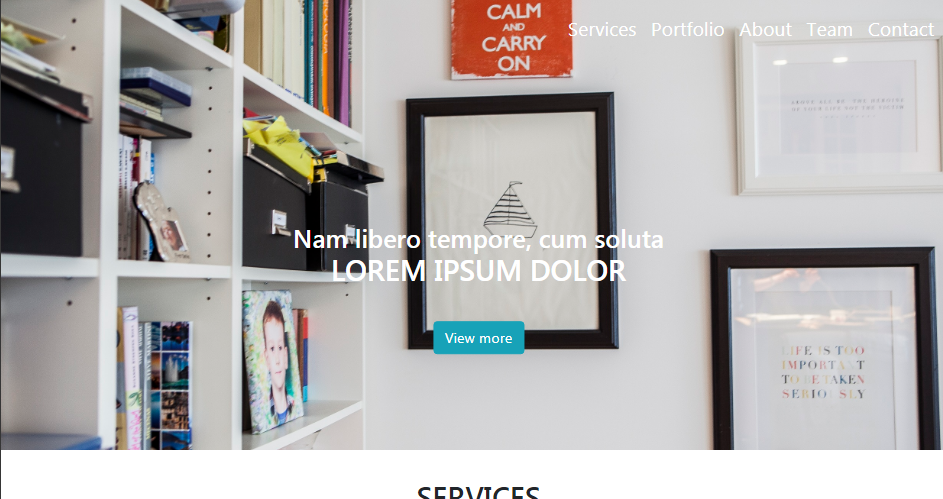 Services Portfolio About Team Contact
CALM
AND
CARRY
ON
Nam libero tempore, cum soluta
LOREM IPSUM DOLOR
View more
LIFE IS TOO
IMPORTANT
TO BE TAKEN
SERIOUSLY
SERVICES